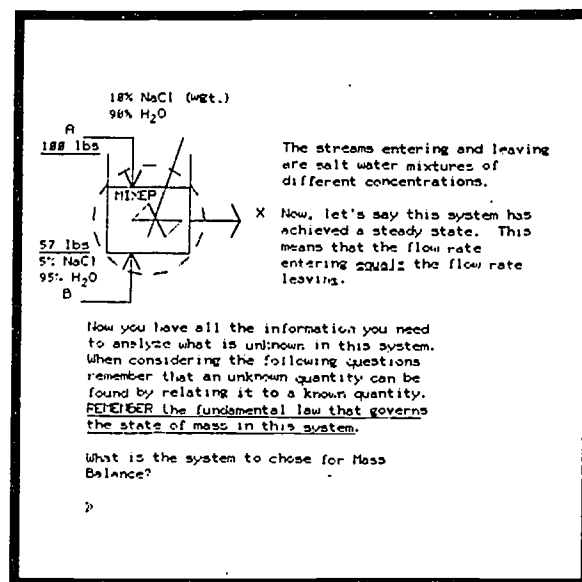 10% NaCl (wgt.)
90% H2O
A
100 lbs
MIXER
57 lbs
5% NaCl
95% H2O
B
X
The streams entering and leaving
are salt water mixtures of
different concentrations.
Now, let's say this system has
achieved a steady state. This
means that the flow rate
entering equals the flow rate
leaving.
Now you have all the information you need
to analyze what is unknown in this system.
When considering the following questions
remember that an unknown quantity can be
found by relating it to a known quantity.
REMEMBER the fundamental law that governs
the state of mass in this system.
What is the system to chose for Mass
Balance?
>